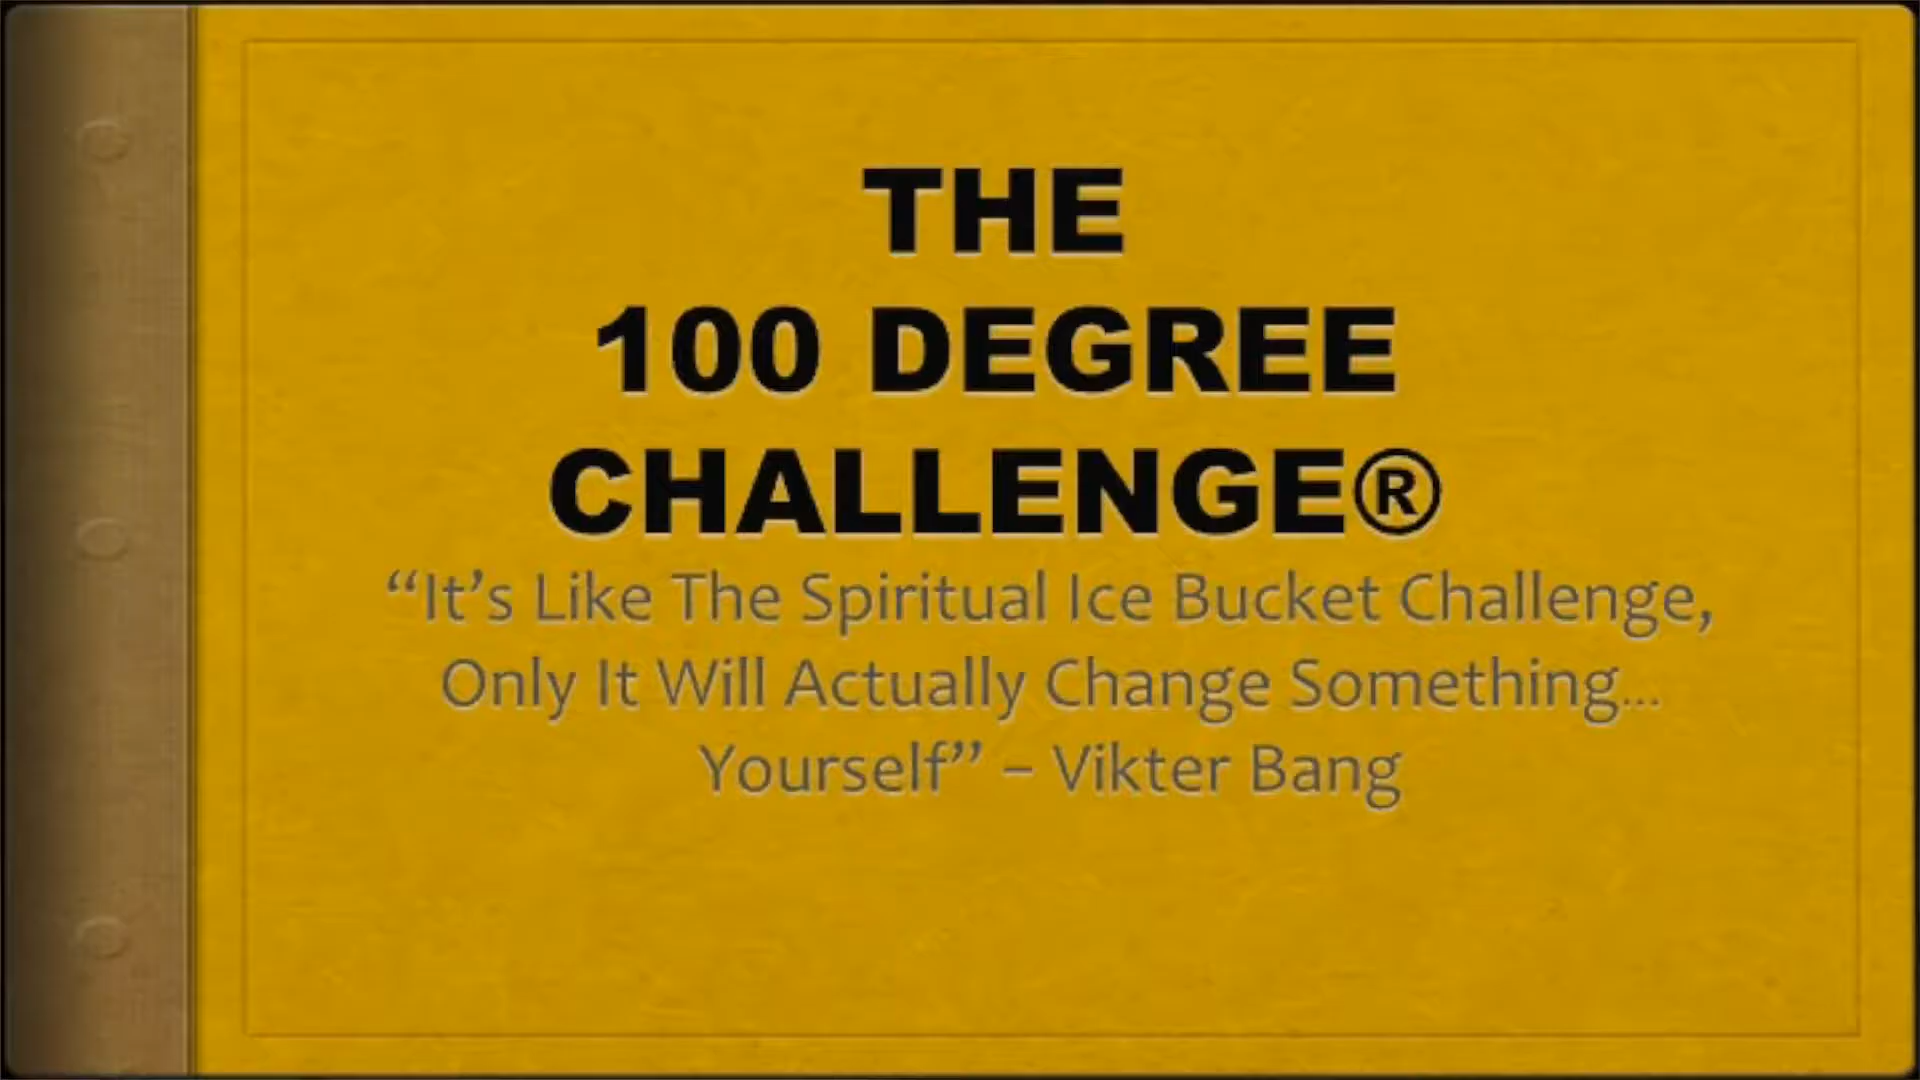 THE
100 DEGREE
CHALLENGE®
“It’s Like The Spiritual Ice Bucket Challenge,
Only It Will Actually Change Something...
Yourself” – Vikter Bang